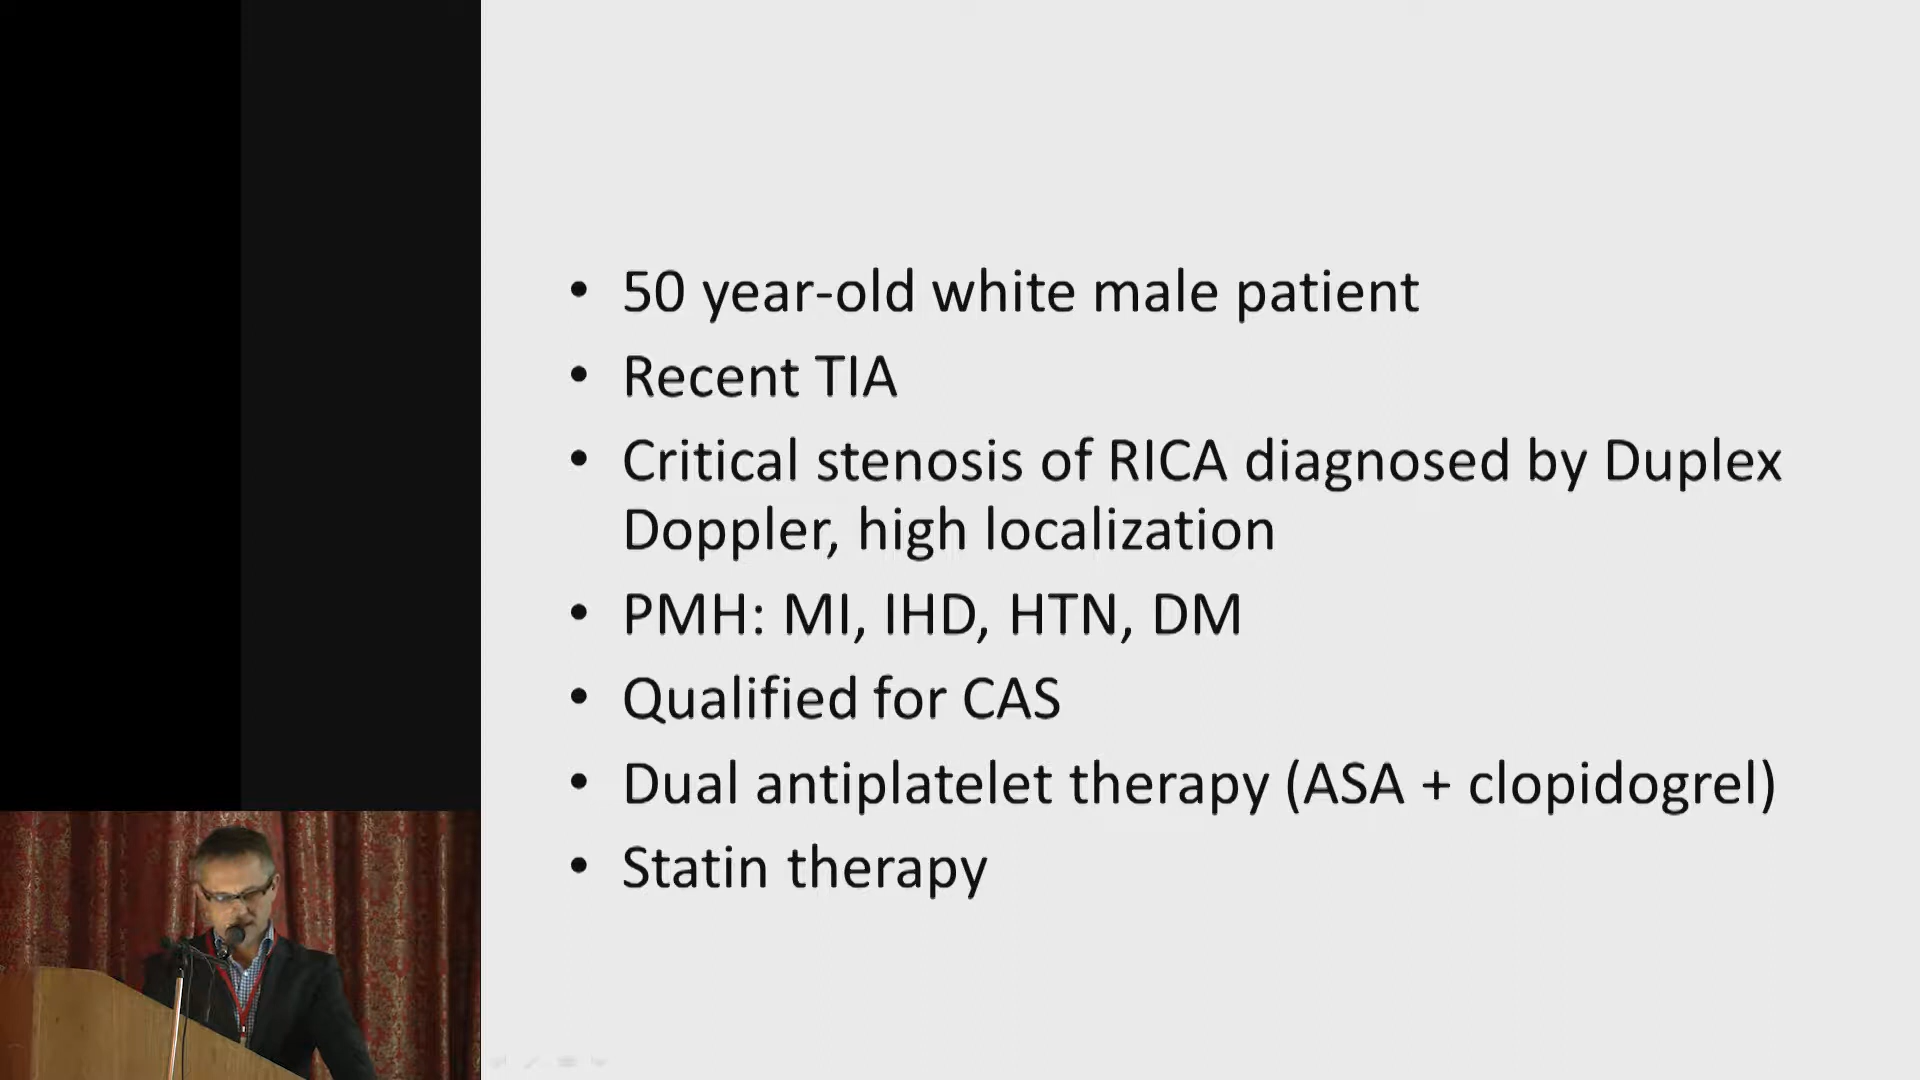 • 50 year-old white male patient
• Recent TIA
• Critical stenosis of RICA diagnosed by Duplex
Doppler, high localization
• PMH: MI, IHD, HTN, DM
• Qualified for CAS
• Dual antiplatelet therapy (ASA + clopidogrel)
• Statin therapy